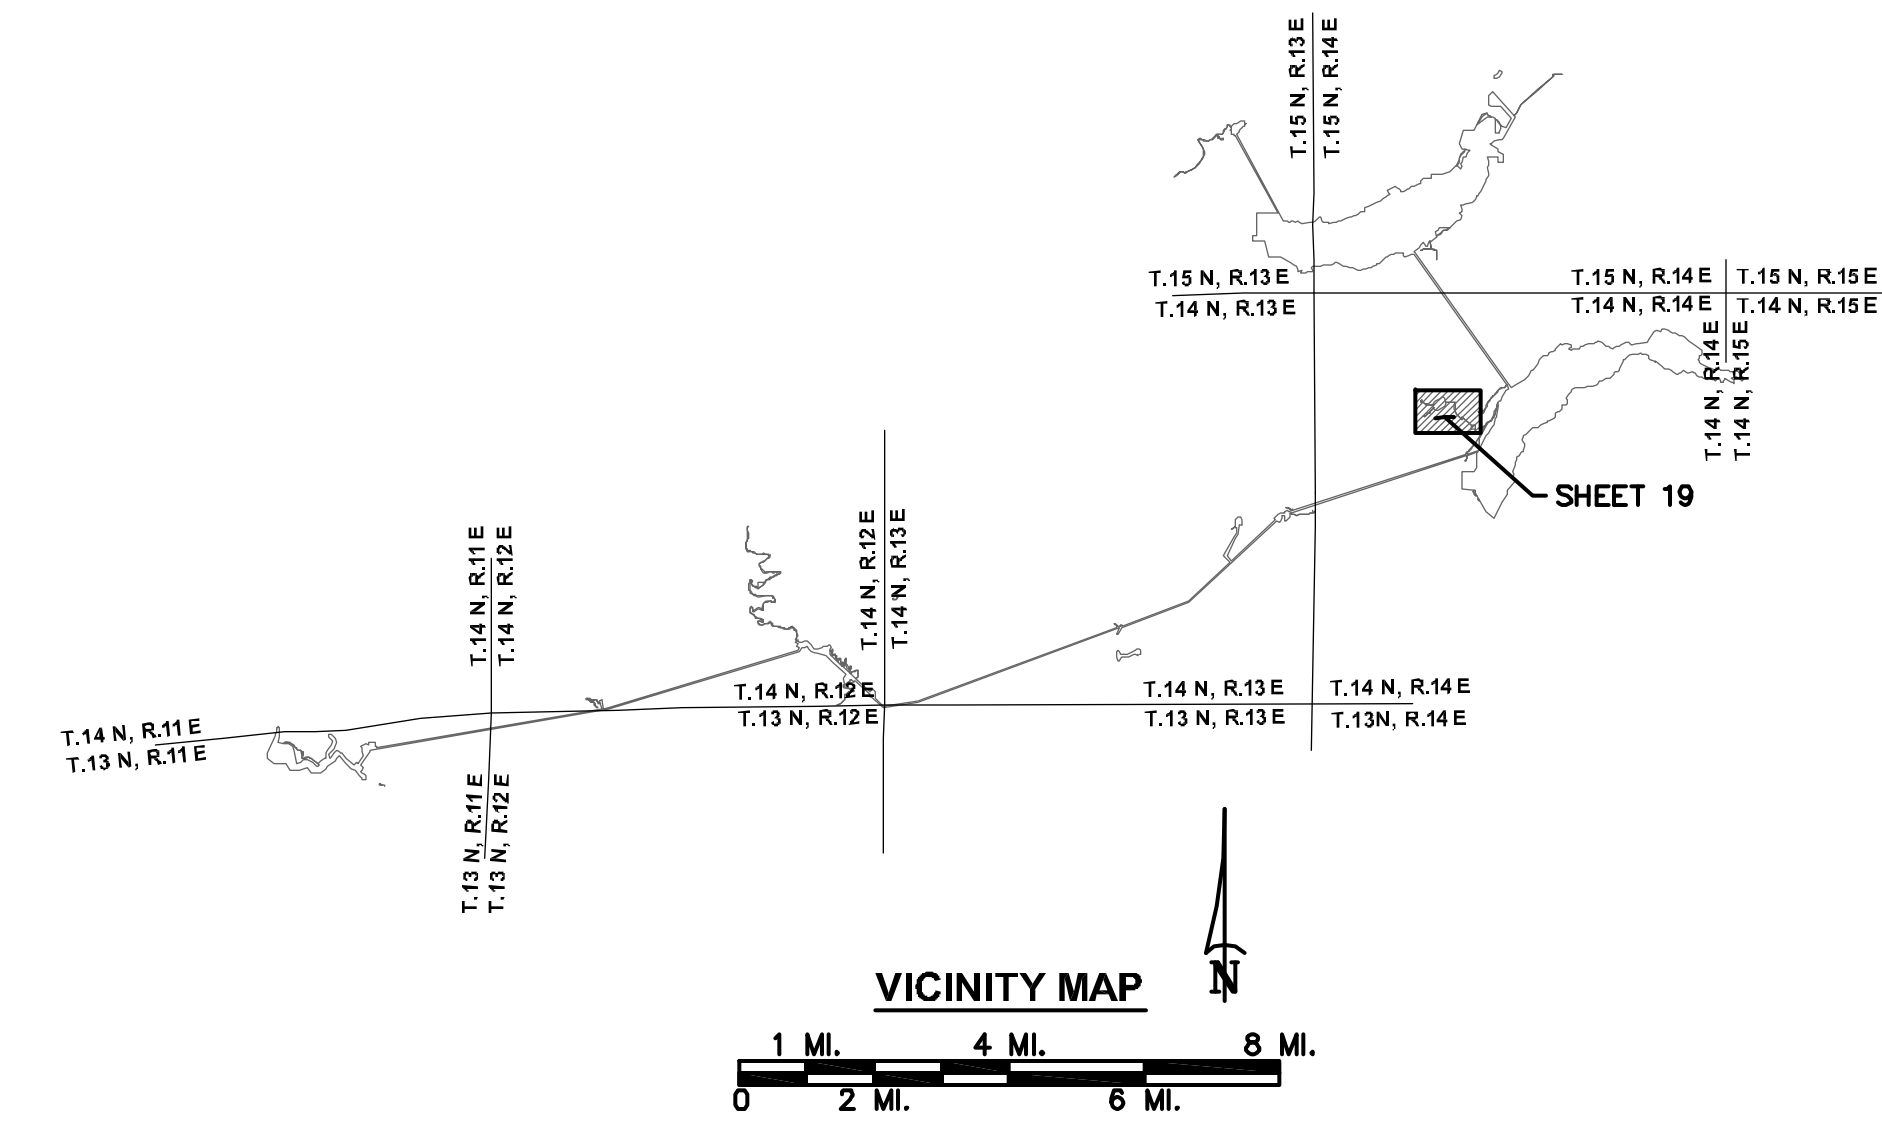 T.15 N, R.13 E
T.15 N, R.14 E
T.15 N, R.13 E
T.14 N, R.13 E
T.15 N, R.14 E
T.14 N, R.14 E
T.15 N, R.15 E
T.14 N, R.15 E
T.14 N, R.14 E
T.14 N, R.15 E
SHEET 19
T.14 N, R.11 E
T.14 N, R.12 E
T.14 N, R.12 E
T.14 N, R.13 E
T.14 N, R.12 E
T.13 N, R.12 E
T.14 N, R.13 E
T.13 N, R.13 E
T.14 N, R.14 E
T.13N, R.14 E
T.14 N, R.11 E
T.13 N, R.11 E
T.13 N, R.11 E
T.13 N, R.12 E
N
VICINITY MAP
1 MI. 4 MI. 8 MI.
0 2 MI. 6 MI.